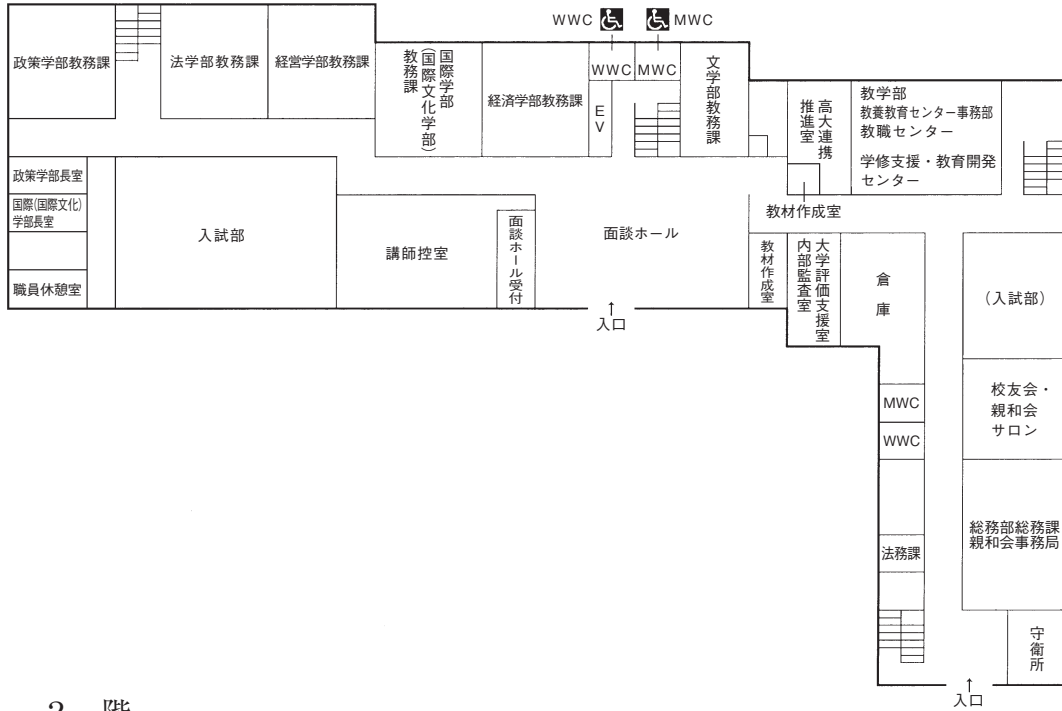 WWC MWC
政策学部教務課
法学部教務課
経営学部教務課
国際学部
(国際文化学部)
教務課
経済学部教務課
WWC
MWC
EV
文学部教務課
高大連携
推進室
教学部
教養教育センター事務部
教職センター
学修支援・教育開発
センター
教材作成室
政策学部長室
国際(国際文化)
学部長室
職員休憩室
入試部
講師控室
面談ホール受付
面談ホール
↑
入口
教材作成室
大学評価支援室
内部監査室
倉庫
(入試部)
MWC
WWC
校友会・
親和会
サロン
法務課
総務部総務課
親和会事務局
守衛所
↑
入口